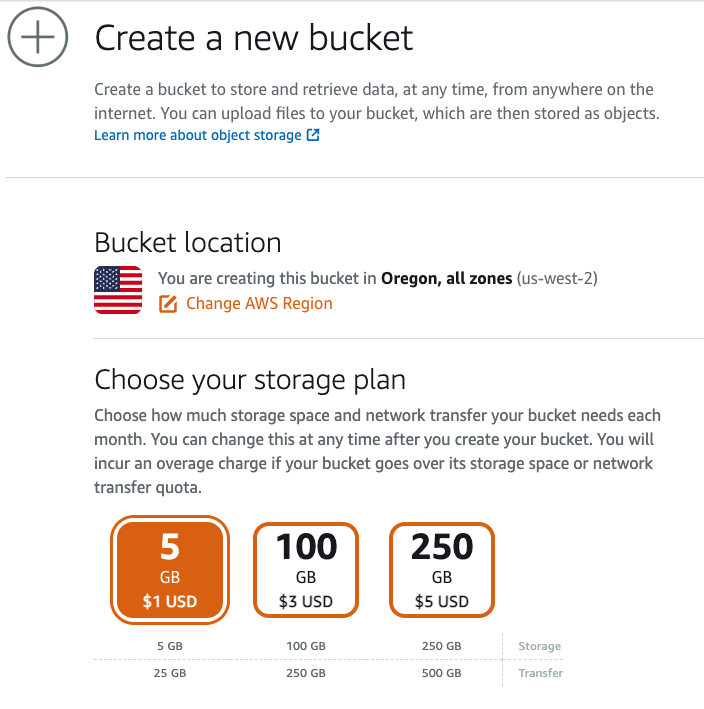 Create a new bucket
Create a bucket to store and retrieve data, at any time, from anywhere on the
internet. You can upload files to your bucket, which are then stored as objects.
Learn more about object storage
Bucket location
You are creating this bucket in Oregon, all zones (us-west-2)
Change AWS Region
Choose your storage plan
Choose how much storage space and network transfer your bucket needs each
month. You can change this at any time after you create your bucket. You will
incur an overage charge if your bucket goes over its storage space or network
transfer quota.
5 100 250
GB GB GB
$1 USD $3 USD $5 USD
5 GB 100 GB 250 GB Storage
25 GB 250 GB 500 GB Transfer